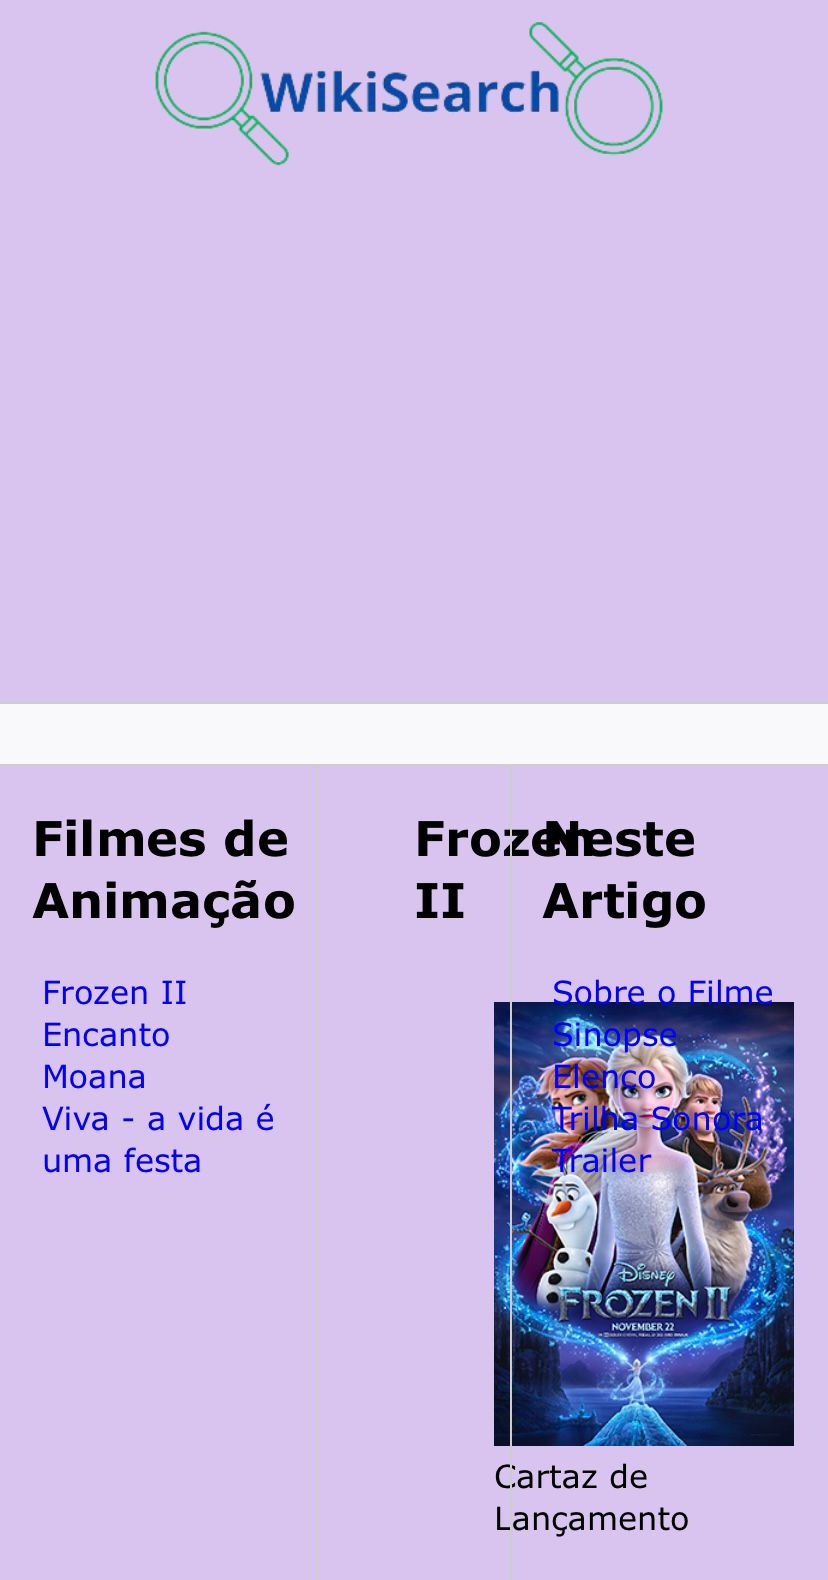 WikiSearch
Filmes de
Animação
Frozen II
Encanto
Moana
Viva - a vida é
uma festa
Frozen
II
Neste
Artigo
Sobre o Filme
Sinopse
Elenco
Trilha Sonora
Trailer
DISNEY
FROZEN II
NOVEMBER 22
Cartaz de
Lançamento